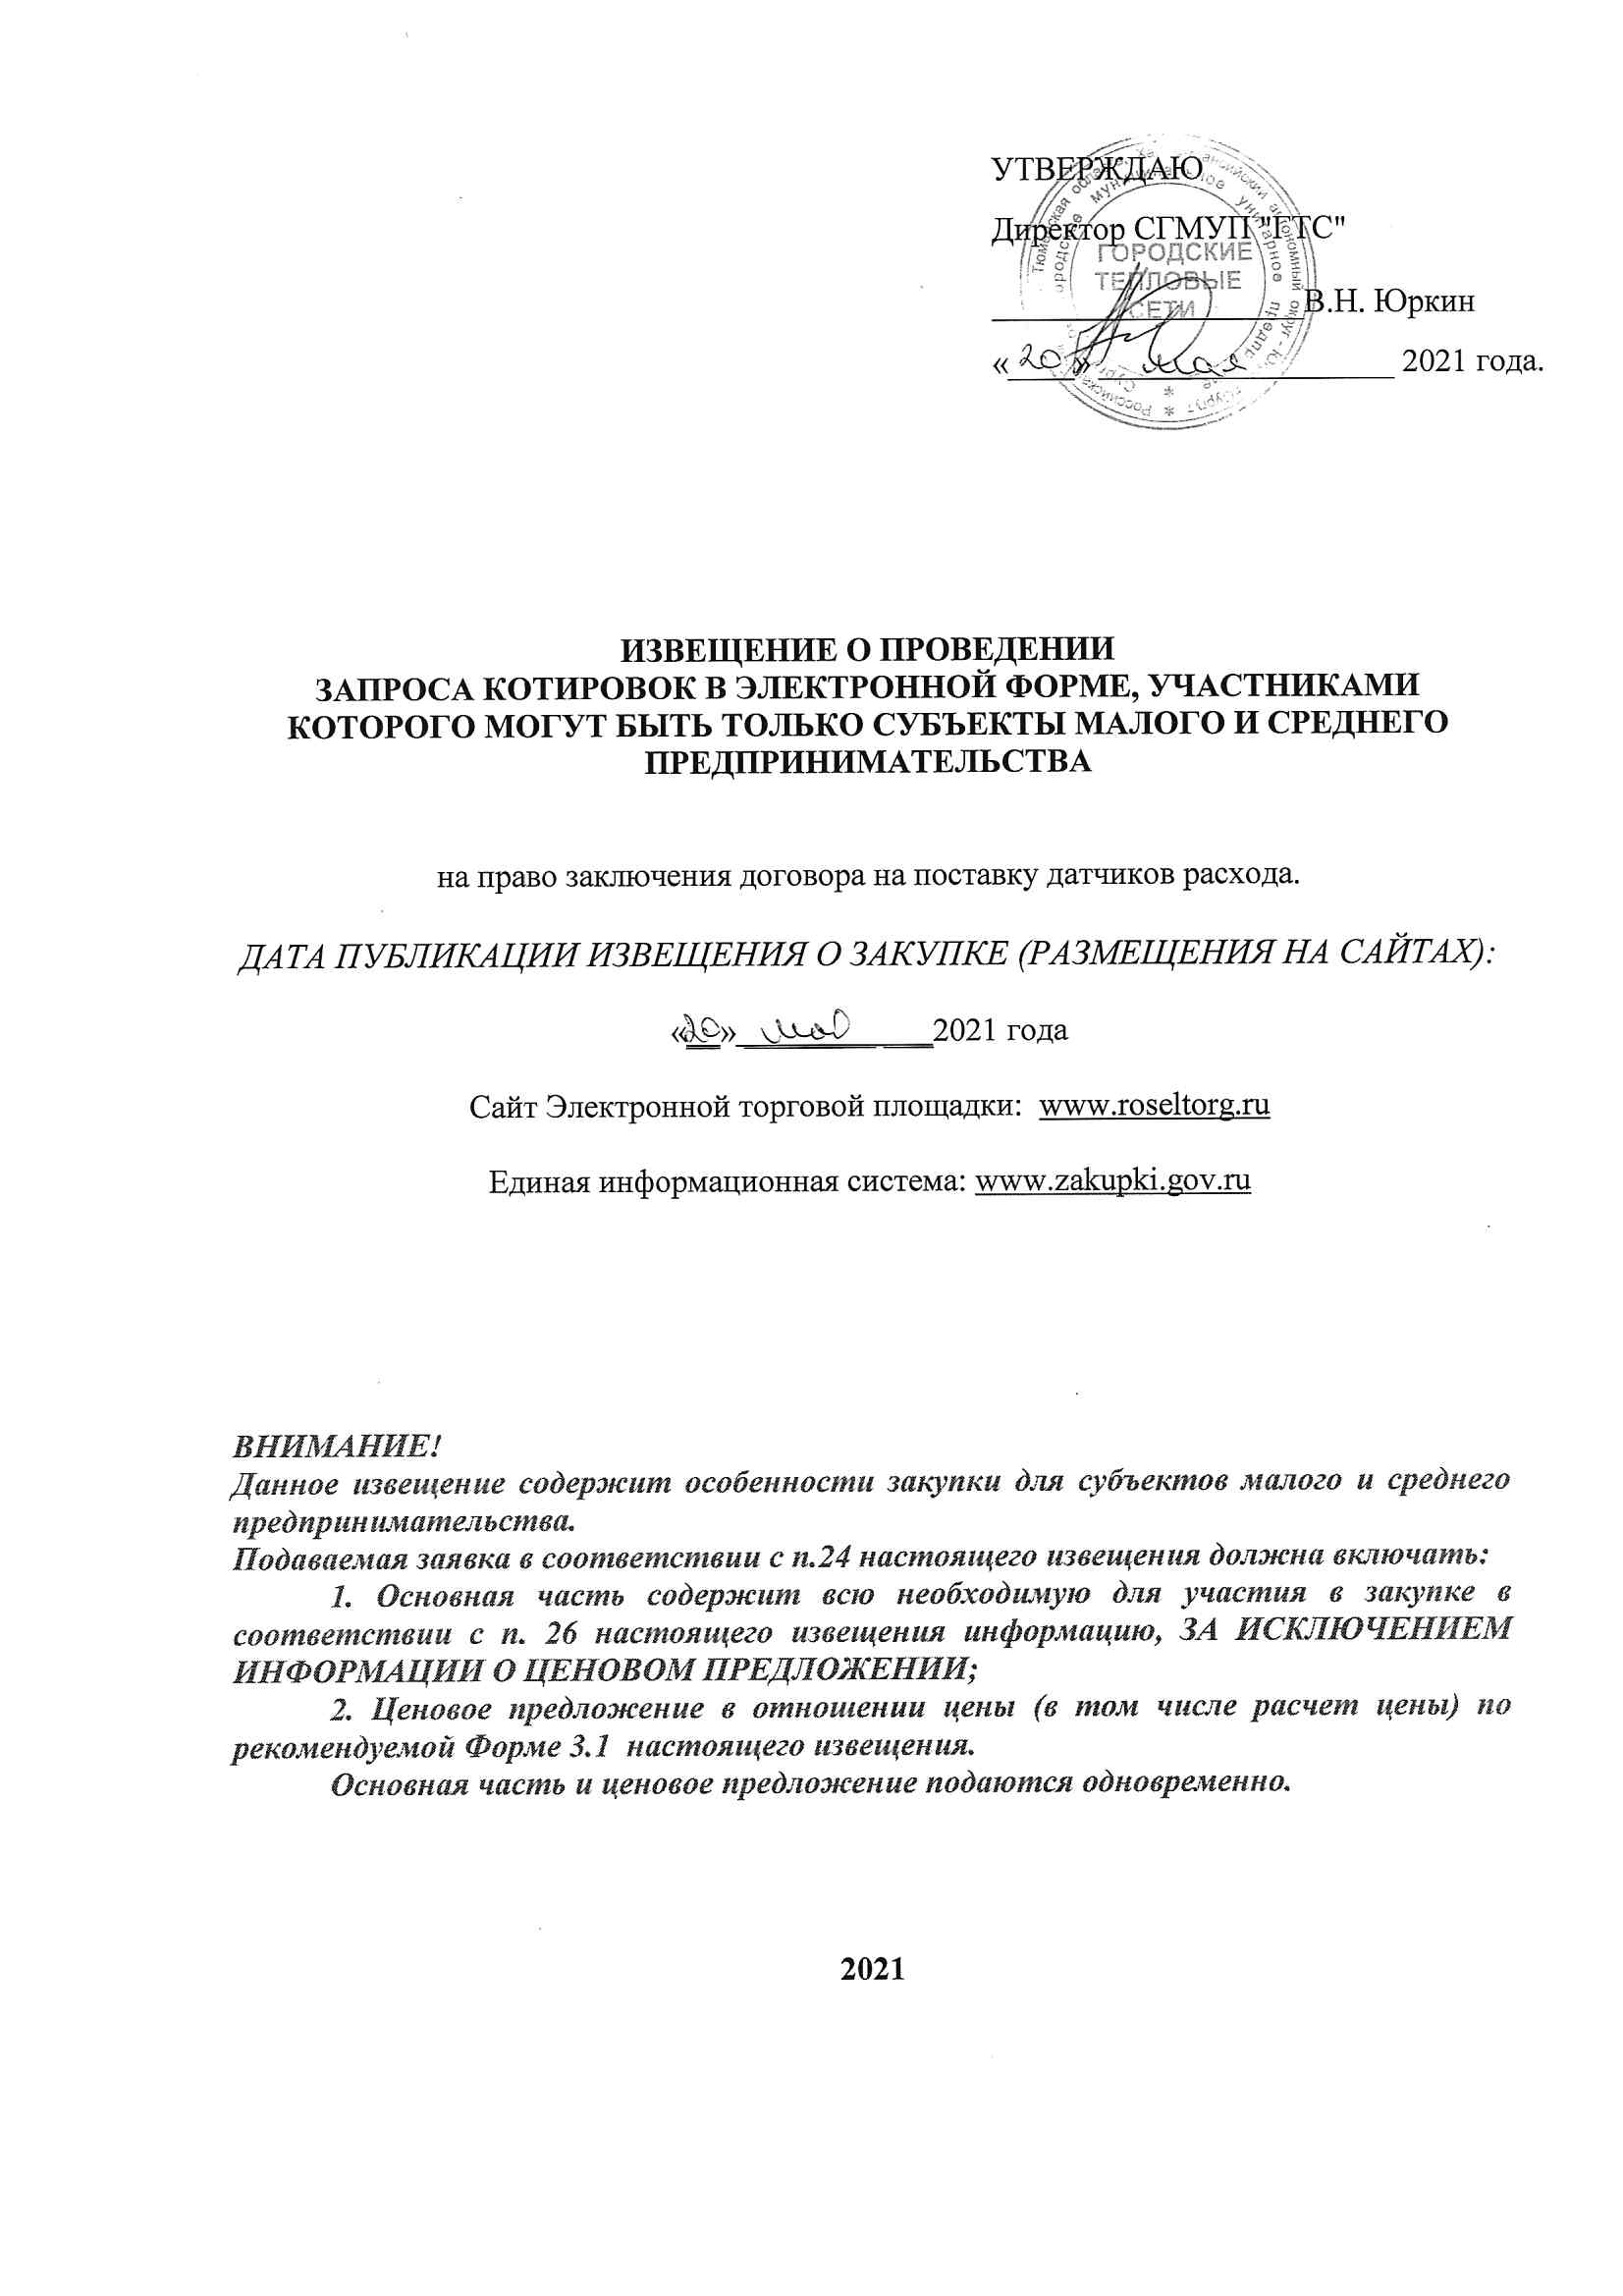 УТВЕРЖДАЮ
Директор СГМУП "ГТС"
ГОРОДСКИЕ
ТЕПЛОВЫЕ
СЕТИ
В.Н. Юркин
«20» мая 2021 года.
ИЗВЕЩЕНИЕ О ПРОВЕДЕНИИ
ЗАПРОСА КОТИРОВОК В ЭЛЕКТРОННОЙ ФОРМЕ, УЧАСТНИКАМИ
КОТОРОГО МОГУТ БЫТЬ ТОЛЬКО СУБЪЕКТЫ МАЛОГО И СРЕДНЕГО
ПРЕДПРИНИМАТЕЛЬСТВА
на право заключения договора на поставку датчиков расхода.
ДАТА ПУБЛИКАЦИИ ИЗВЕЩЕНИЯ О ЗАКУПКЕ (РАЗМЕЩЕНИЯ НА САЙТАХ):
«20» мая 2021 года
Сайт Электронной торговой площадки: www.roseltorg.ru
Единая информационная система: www.zakupki.gov.ru
ВНИМАНИЕ!
Данное извещение содержит особенности закупки для субъектов малого и среднего
предпринимательства.
Подаваемая заявка в соответствии с п.24 настоящего извещения должна включать:
1. Основная часть содержит всю необходимую для участия в закупке в
соответствии с п. 26 настоящего извещения информацию, ЗА ИСКЛЮЧЕНИЕМ
ИНФОРМАЦИИ О ЦЕНОВОМ ПРЕДЛОЖЕНИИ;
2. Ценовое предложение в отношении цены (в том числе расчет цены) по
рекомендуемой Форме 3.1 настоящего извещения.
Основная часть и ценовое предложение подаются одновременно.
2021